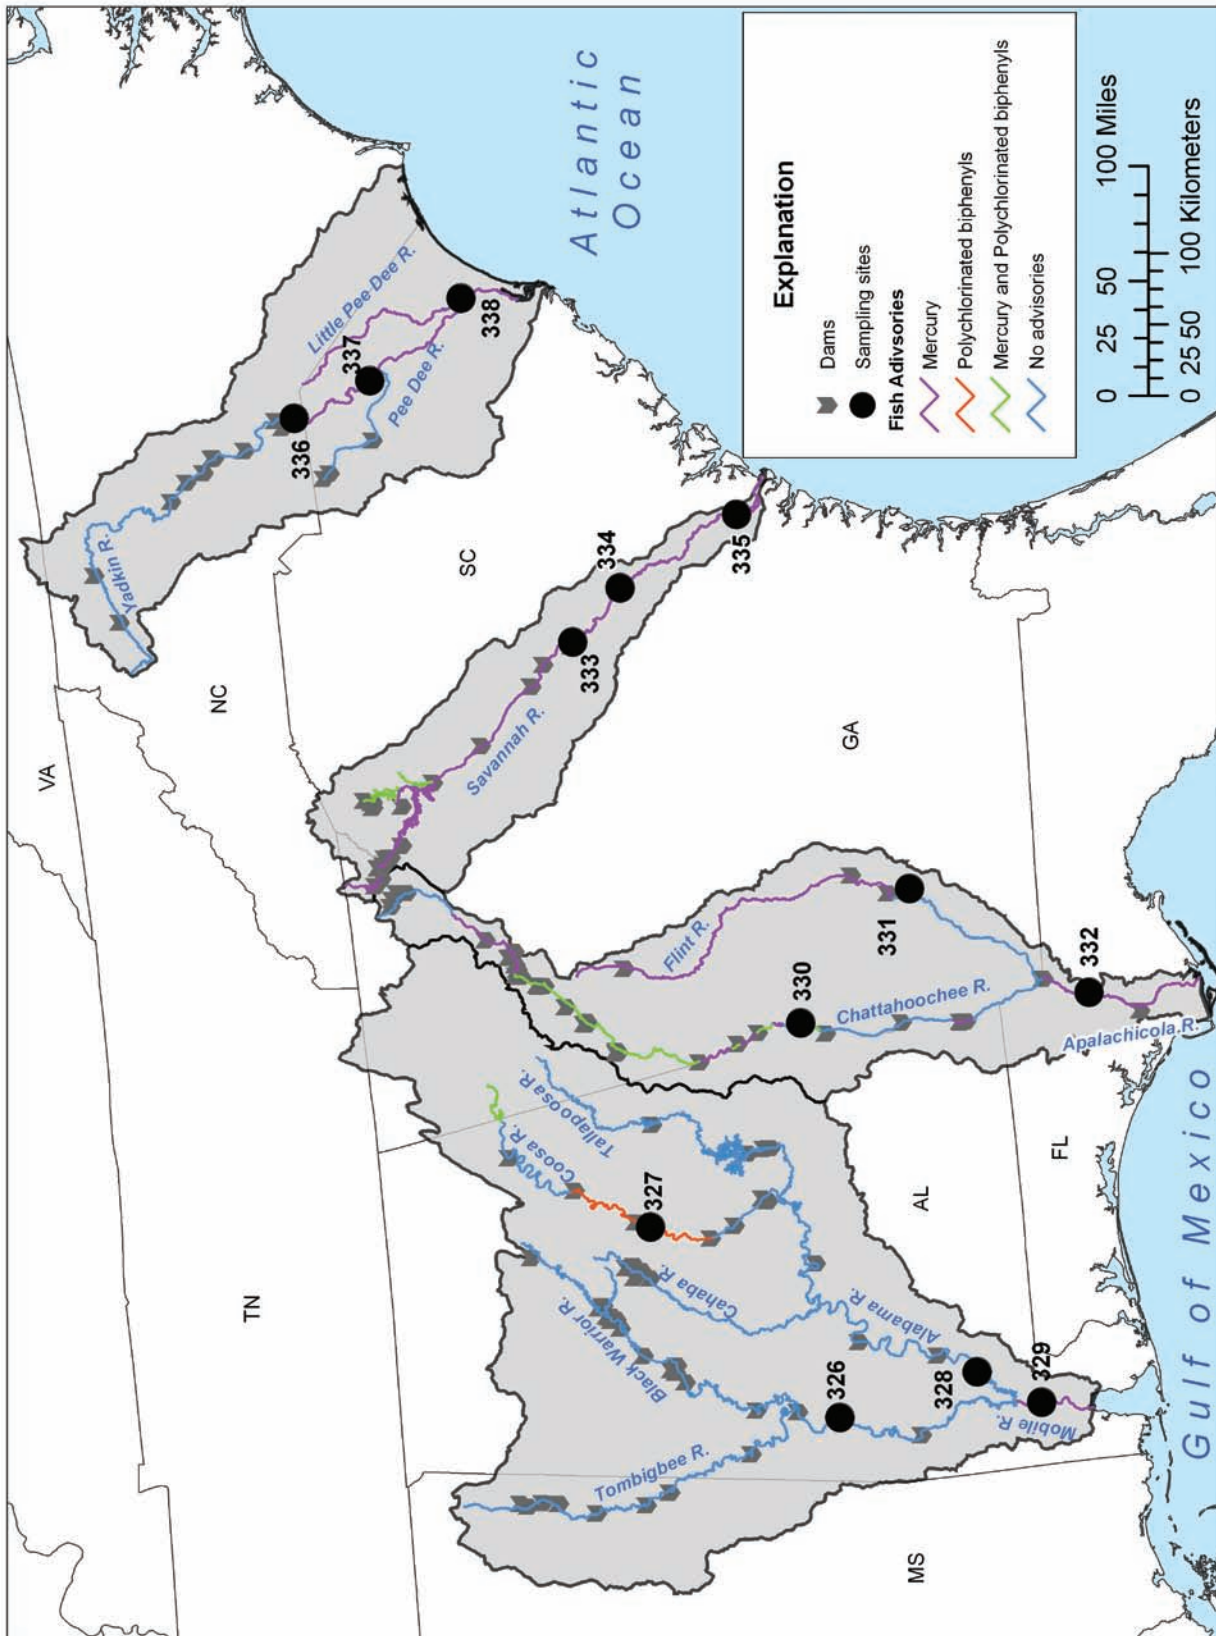 VA
TN
NC
SC
GA
AL
FL
MS
Atlantic
Ocean
Gulf of Mexico
Yadkin R.
Little Pee Dee R.
Pee Dee R.
336
337
338
Savannah R.
333
334
335
Flint R.
331
330
Chattahoochee R.
332
Apalachicola R.
Tallapoosa R.
Coosa R.
327
Cahaba R.
Black Warrior R.
Alabama R.
Tombigbee R.
326
328
329
Mobile R.
Explanation
Dams
Sampling sites
Fish Adivsories
Mercury
Polychlorinated biphenyls
Mercury and Polychlorinated biphenyls
No advisories
0 25 50 100 Miles
0 25 50 100 Kilometers